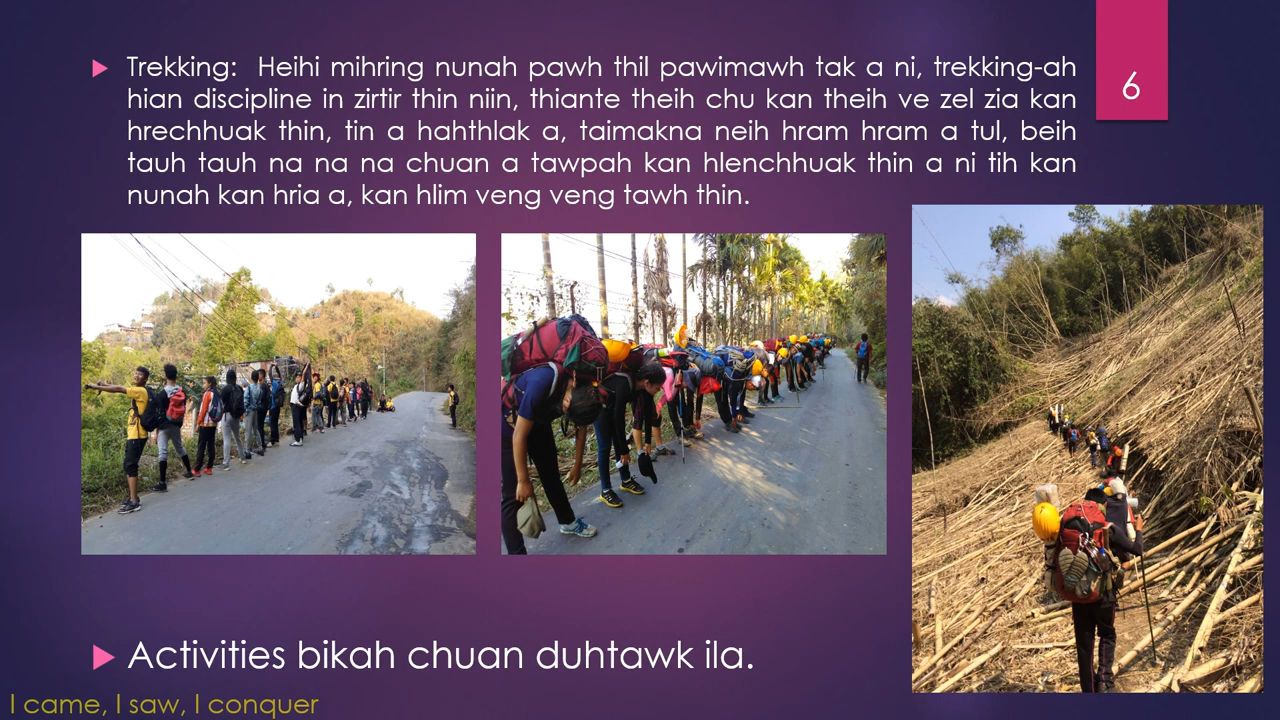 Trekking: Heihi mihring nunah pawh thil pawimawh tak a ni, trekking-ah
hian discipline in zirtir thin niin, thiante theih chu kan theih ve zel zia kan
hrechhuak thin, tin a hahthlak a, taimakna neih hram hram a tul, beih
tauh tauh na na na chuan a tawpah kan hlenchhuak thin a ni tih kan
nunah kan hria a, kan hlim veng veng tawh thin.
6
Activities bikah chuan duhtawk ila.
I came, I saw, I conquer